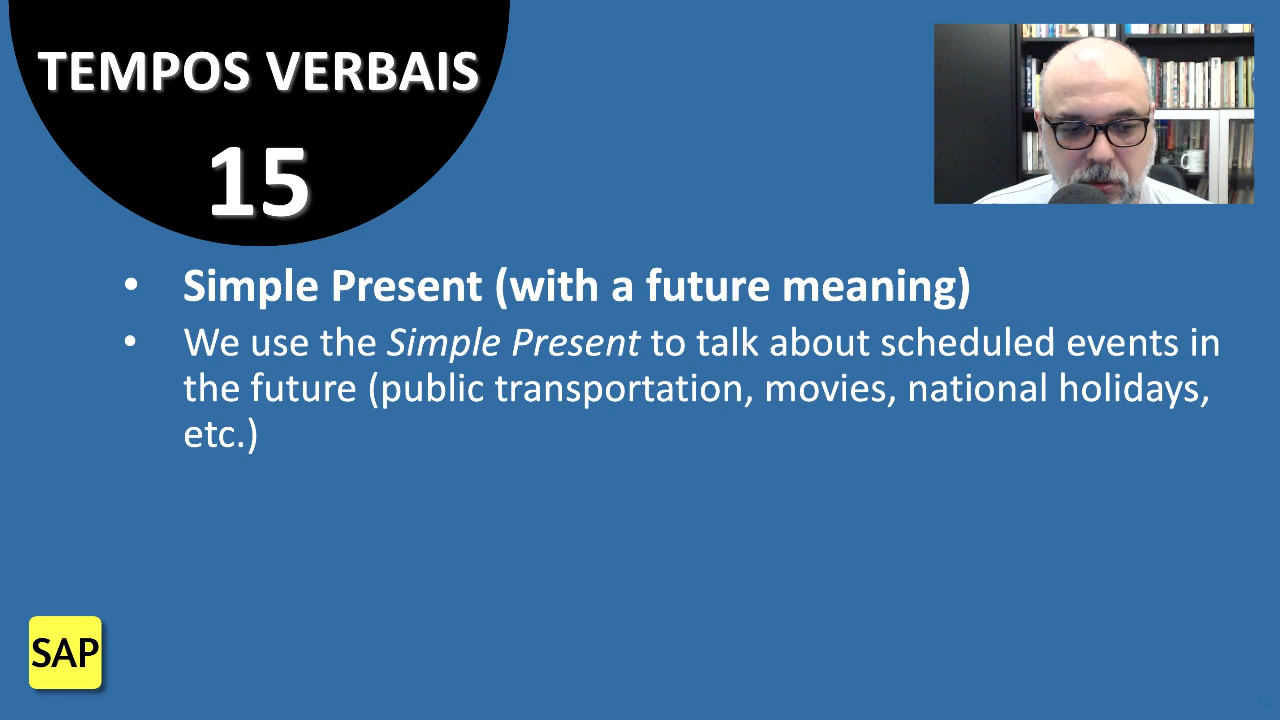 TEMPOS VERBAIS
15
• Simple Present (with a future meaning)
• We use the Simple Present to talk about scheduled events in
the future (public transportation, movies, national holidays,
etc.)
SAP